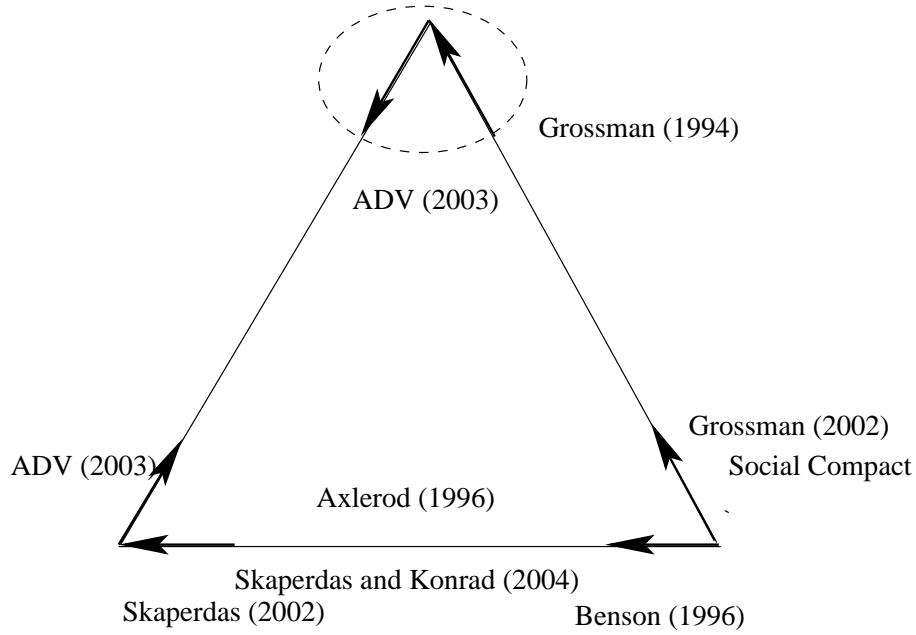 Grossman (1994)
ADV (2003)
Grossman (2002)
Social Compact
ADV (2003)
Axlerod (1996)
Skaperdas and Konrad (2004)
Skaperdas (2002)
Benson (1996)